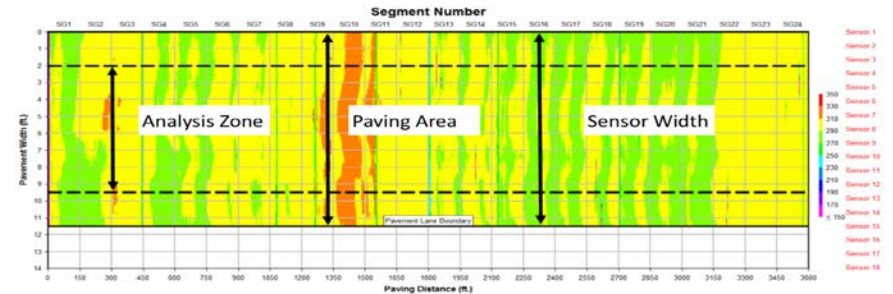 Segment Number
SG1 SG2 SG3 SG4 SG5 SG6 SG7 SG8 SG9 SG10 SG11 SG12 SG13 SG14 SG15 SG16 SG17 SG18 SG19 SG20 SG21 SG22 SG23 SG24
Pavement Width (ft.)
0
1
2
3
4
5
6
7
8
9
10
11
12
13
14
Analysis Zone
Paving Area
Sensor Width
Pavement Lane Boundary
0 150 300 450 600 750 900 1050 1200 1350 1500 1650 1800 1950 2100 2250 2400 2550 2700 2850 3000 3150 3300 3450 3600
Paving Distance (ft.)
350
330
310
290
270
250
230
210
190
170
≤ 150
Sensor 1
Sensor 2
Sensor 3
Sensor 4
Sensor 5
Sensor 6
Sensor 7
Sensor 8
Sensor 9
Sensor 10
Sensor 11
Sensor 12
Sensor 13
Sensor 14
Sensor 15
Sensor 16
Sensor 17
Sensor 18